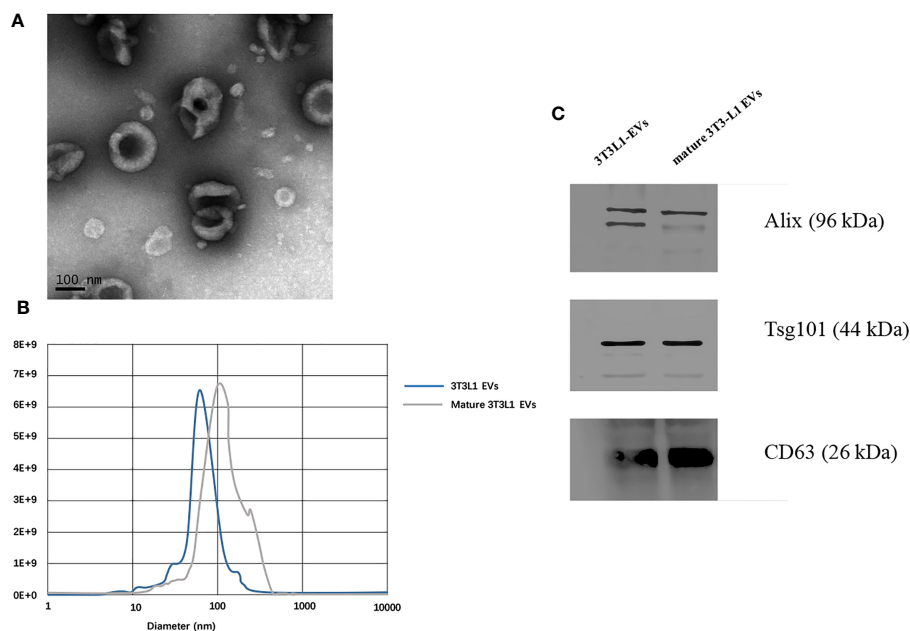 A
100 nm
B
8E+9
7E+9
6E+9
5E+9
4E+9
3E+9
2E+9
1E+9
0E+0
1
10
100
1000
10000
Diameter (nm)
3T3L1 EVs
Mature 3T3L1 EVs
C
3T3L1-EVs
mature 3T3-L1 EVs
Alix (96 kDa)
Tsg101 (44 kDa)
CD63 (26 kDa)